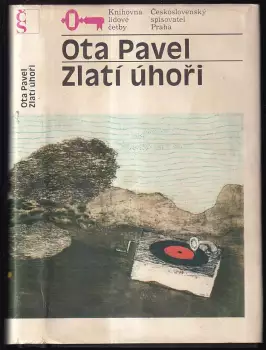 ČS
Knihovna
lidové
četby
Československý
spisovatel
Praha
Ota Pavel
Zlatí úhoři
Ota Pavel
Zlatí úhoři